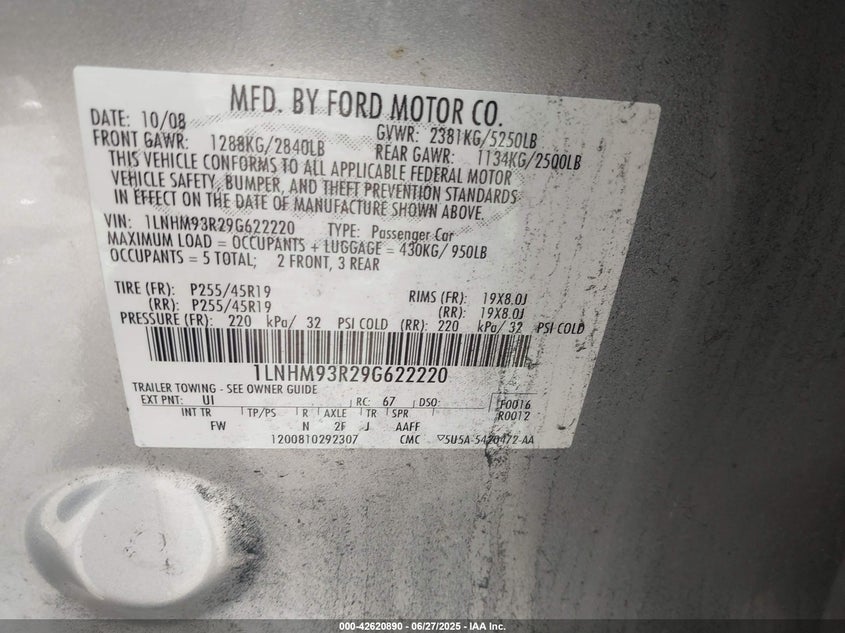 MFD. BY FORD MOTOR CO.
DATE: 10/08 GVWR: 2381KG/5250LB
FRONT GAWR: 1288KG/2840LB REAR GAWR: 1134KG/2500LB
THIS VEHICLE CONFORMS TO ALL APPLICABLE FEDERAL MOTOR
VEHICLE SAFETY, BUMPER, AND THEFT PREVENTION STANDARDS
IN EFFECT ON THE DATE OF MANUFACTURE SHOWN ABOVE.
VIN: 1LNHM93R29G622220 TYPE: Passenger Car
MAXIMUM LOAD = OCCUPANTS + LUGGAGE = 430KG/ 950LB
OCCUPANTS = 5 TOTAL; 2 FRONT, 3 REAR
TIRE (FR): P255/45R19 RIMS (FR): 19X8.0J
(RR): P255/45R19 (RR): 19X8.0J
PRESSURE (FR): 220 kPa/ 32 PSI COLD (RR): 220 kPa/ 32 PSI COLD
1LNHM93R29G622220
TRAILER TOWING - SEE OWNER GUIDE
EXT PNT: UI RC: 67 DSO: F0016
INT TR TP/PS R AXLE TR SPR R0012
FW N 2F J AAFF
1200810292307 CMC 5U5A-5420472-AA
000-42620890 - 06/27/2025 - IAA Inc.